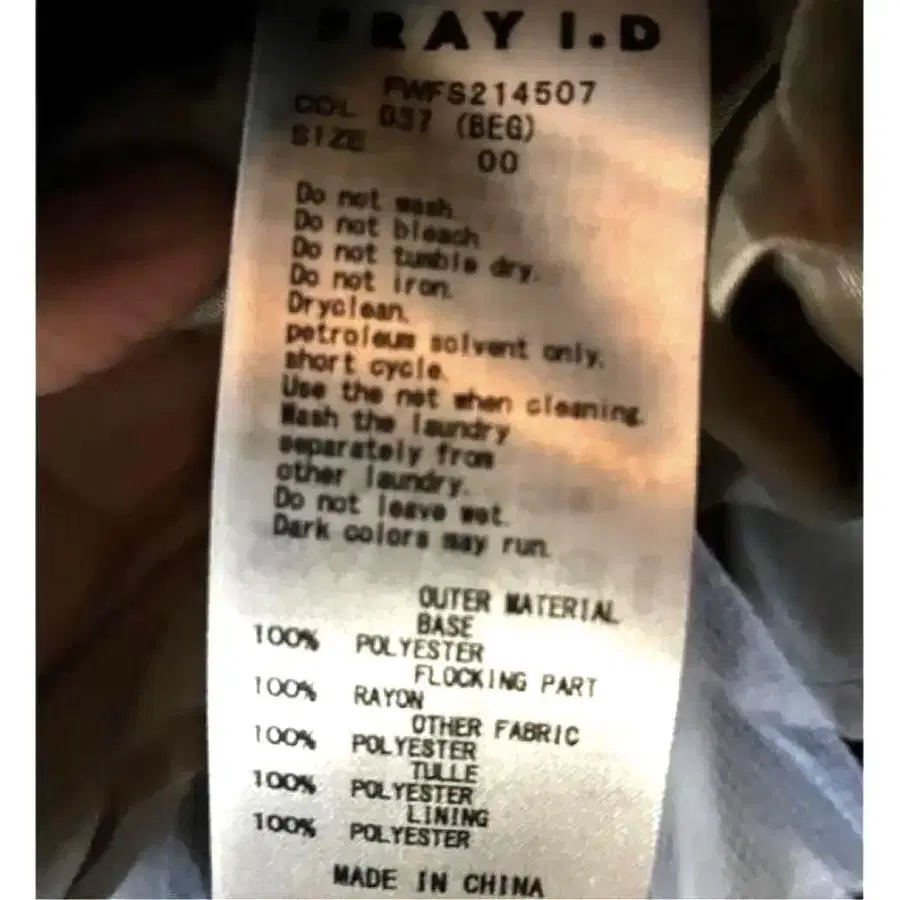 FRAY I.D
FWFS214507
COL 037 (BEG)
SIZE 00
Do not wash.
Do not bleach
Do not tumble dry.
Do not iron.
Dryclean.
petroleum solvent only.
short cycle.
Use the net when cleaning.
Wash the laundry
separately from
other laundry.
Do not leave wet.
Dark colors may run.
OUTER MATERIAL
BASE
100% POLYESTER
FLOCKING PART
100% RAYON
OTHER FABRIC
100% POLYESTER
TULLE
100% POLYESTER
LINING
100% POLYESTER
MADE IN CHINA